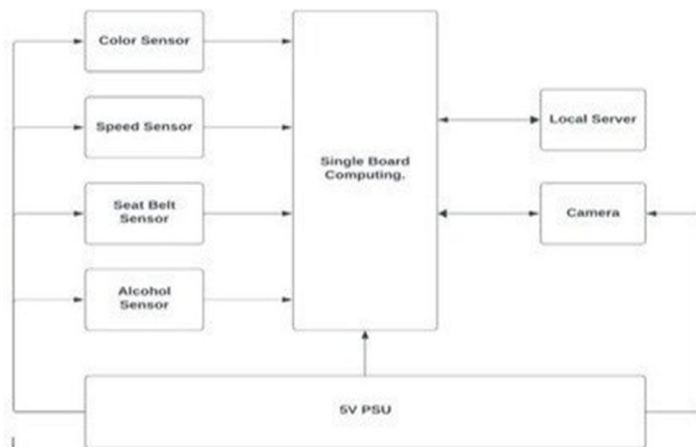 Color Sensor
Speed Sensor
Seat Belt
Sensor
Alcohol
Sensor
Single Board
Computing.
Local Server
Camera
5V PSU